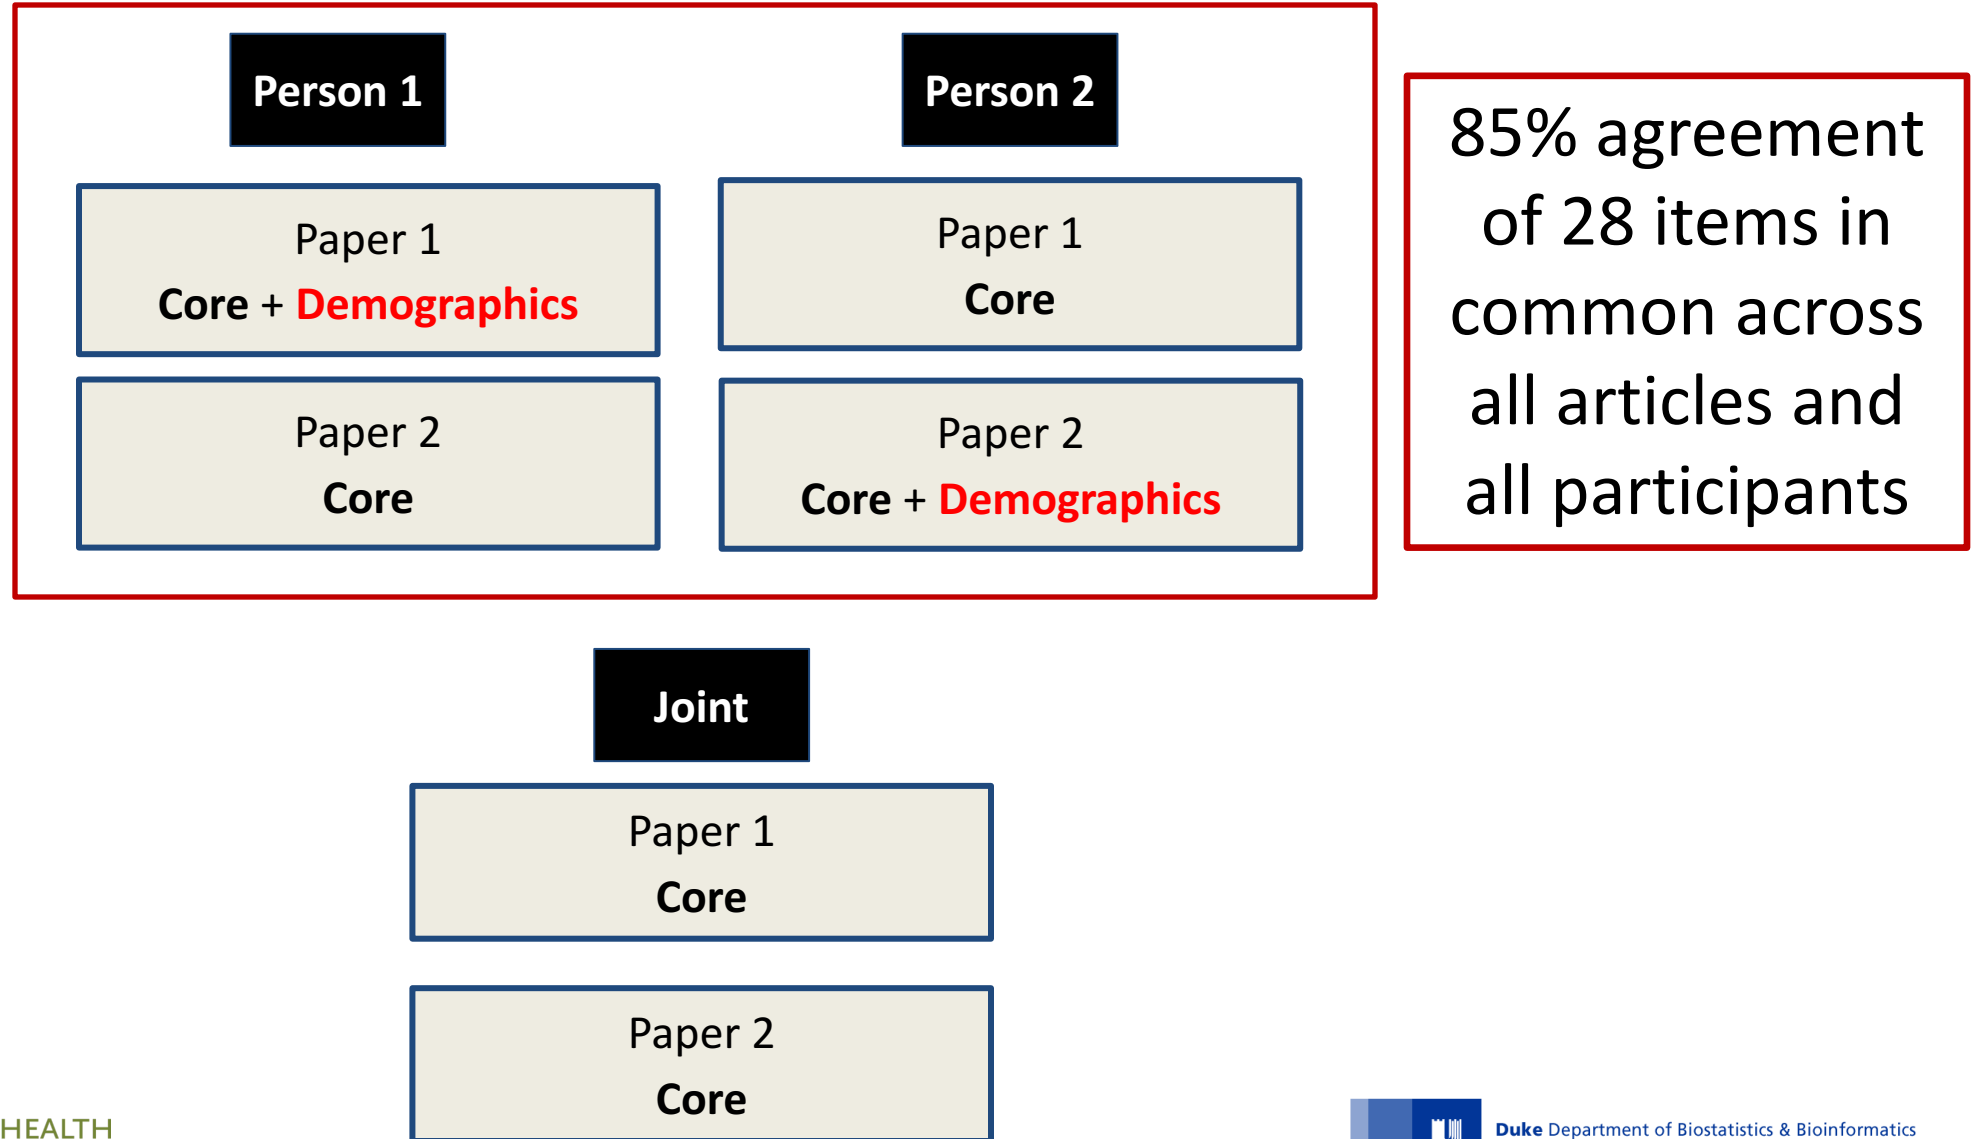 Person 1
Paper 1
Core + Demographics
Paper 2
Core
Person 2
Paper 1
Core
Paper 2
Core + Demographics
85% agreement
of 28 items in
common across
all articles and
all participants
Joint
Paper 1
Core
Paper 2
Core
HEALTH
Duke Department of Biostatistics & Bioinformatics